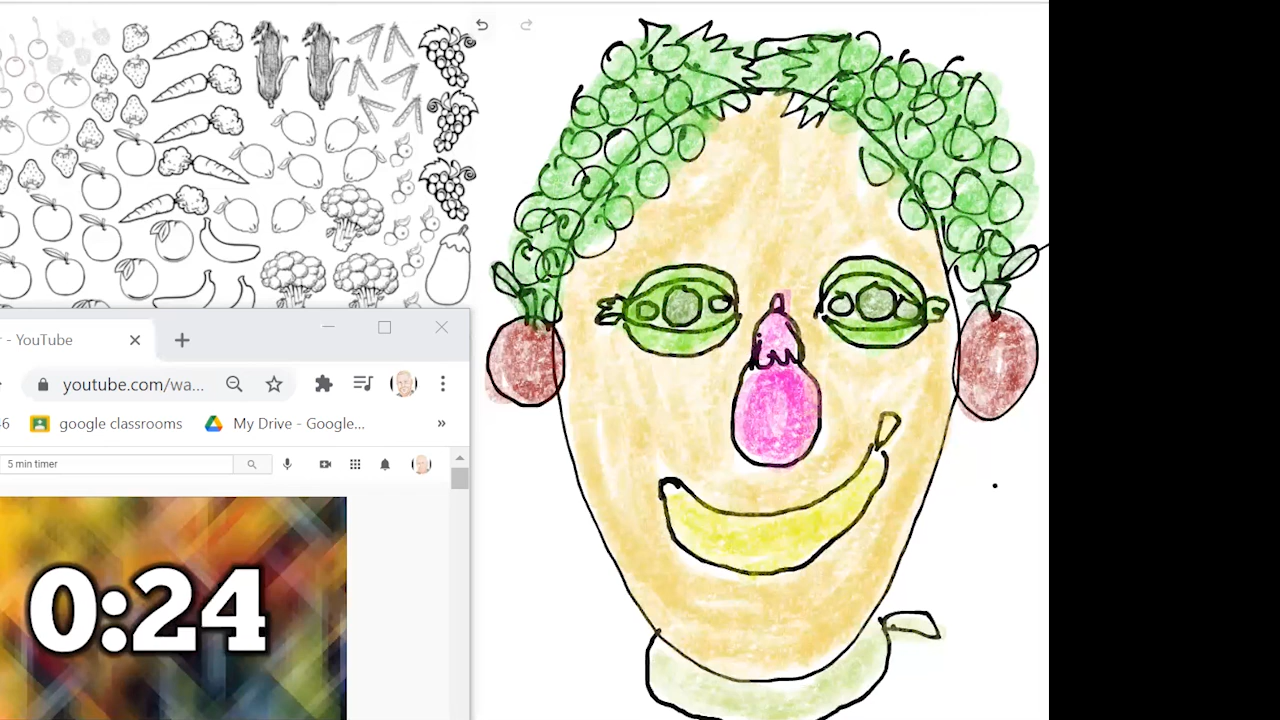 - YouTube
youtube.com/wa...
google classrooms
My Drive - Google...
»
5 min timer
0:24